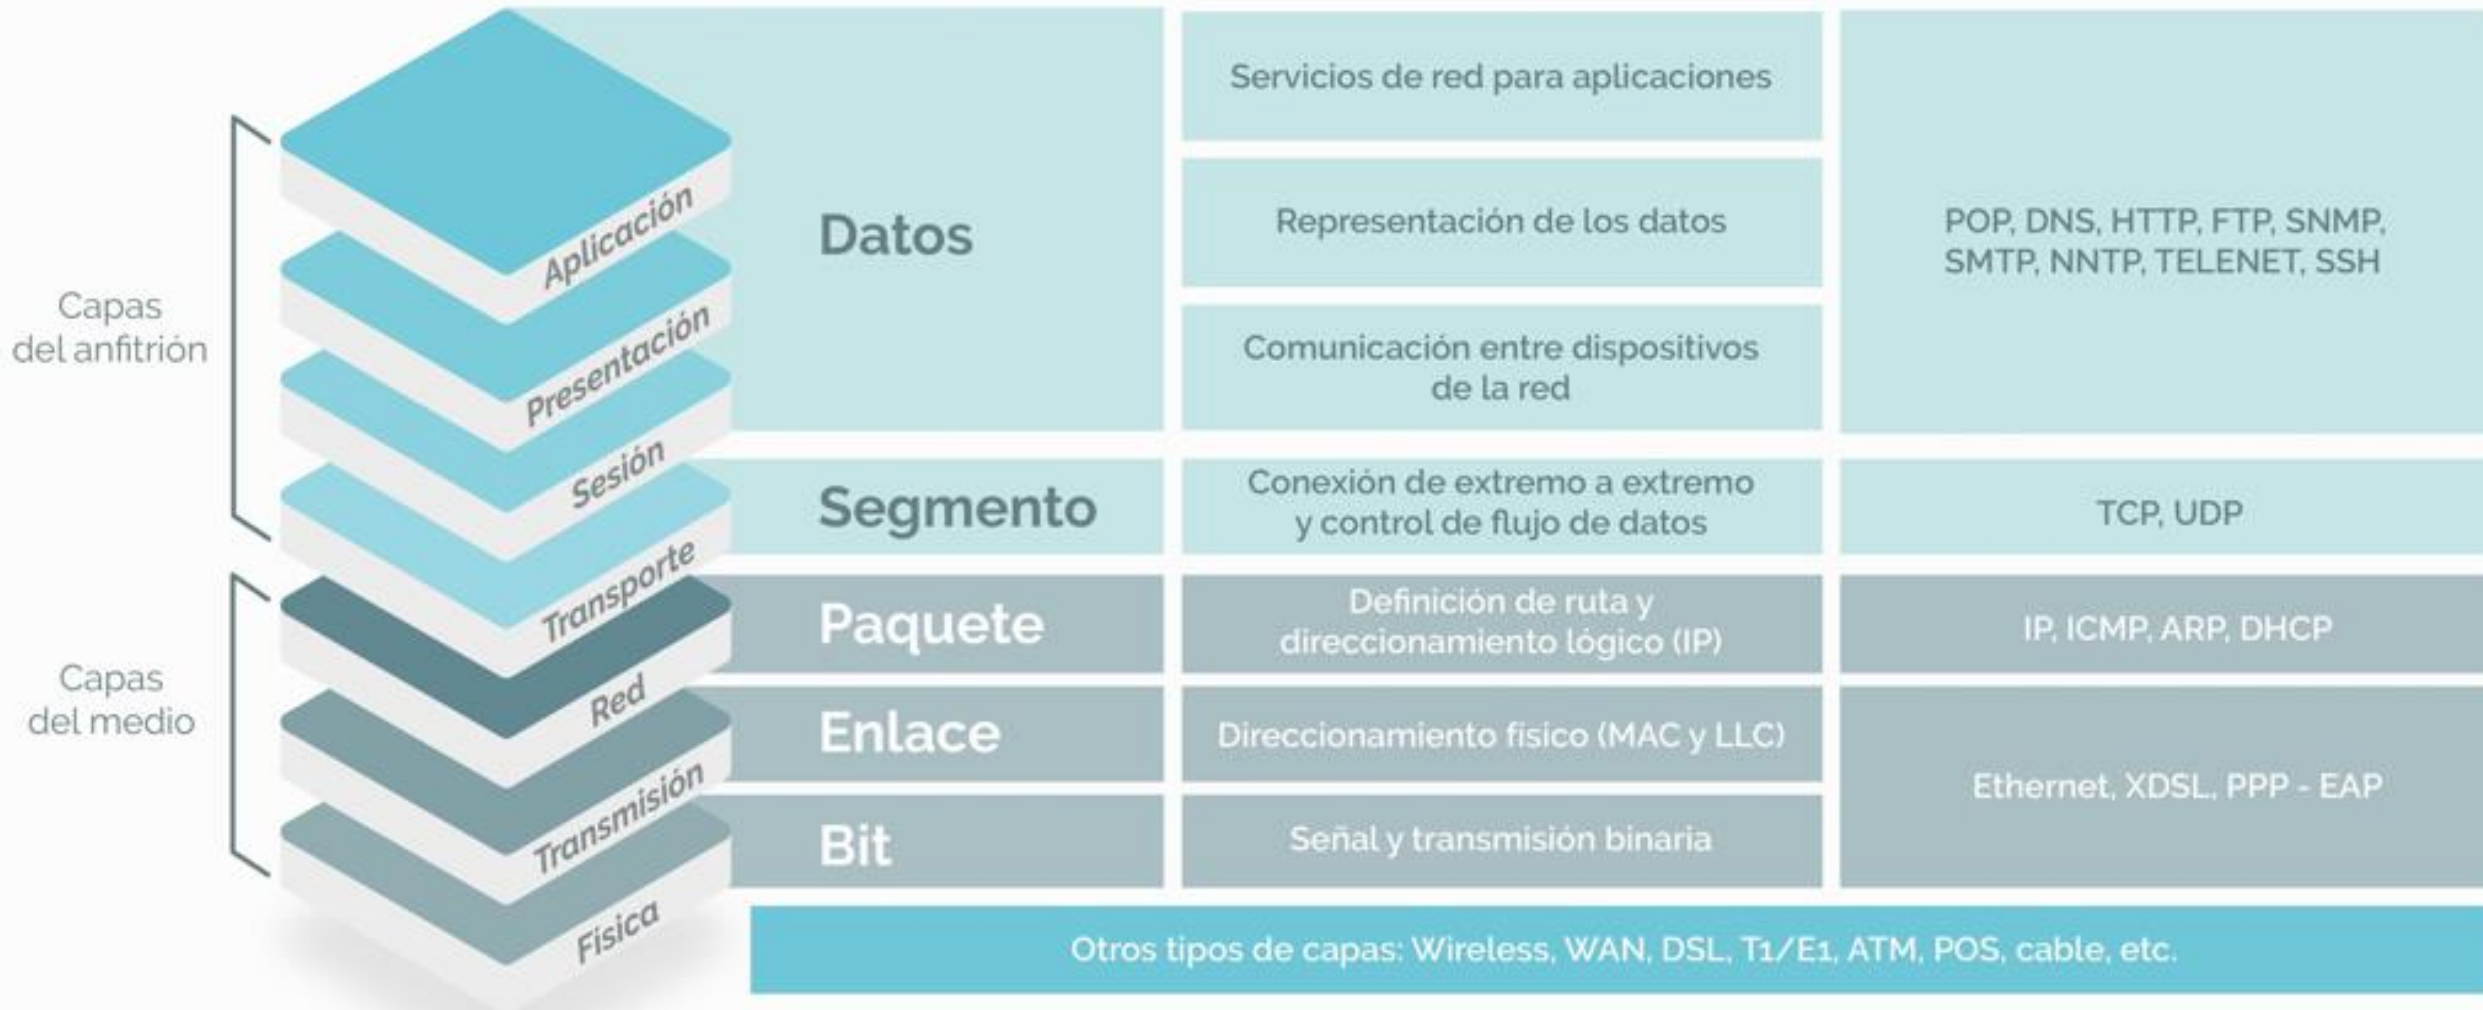 Capas
del anfitrión
Aplicación
Presentación
Sesión
Transporte
Datos
Servicios de red para aplicaciones
Representación de los datos
Comunicación entre dispositivos
de la red
POP, DNS, HTTP, FTP, SNMP,
SMTP, NNTP, TELENET, SSH
Segmento
Conexión de extremo a extremo
y control de flujo de datos
TCP, UDP
Capas
del medio
Red
Transmisión
Física
Paquete
Definición de ruta y
direccionamiento lógico (IP)
IP, ICMP, ARP, DHCP
Enlace
Direccionamiento físico (MAC y LLC)
Ethernet, XDSL, PPP - EAP
Bit
Señal y transmisión binaria
Otros tipos de capas: Wireless, WAN, DSL, T1/E1, ATM, POS, cable, etc.